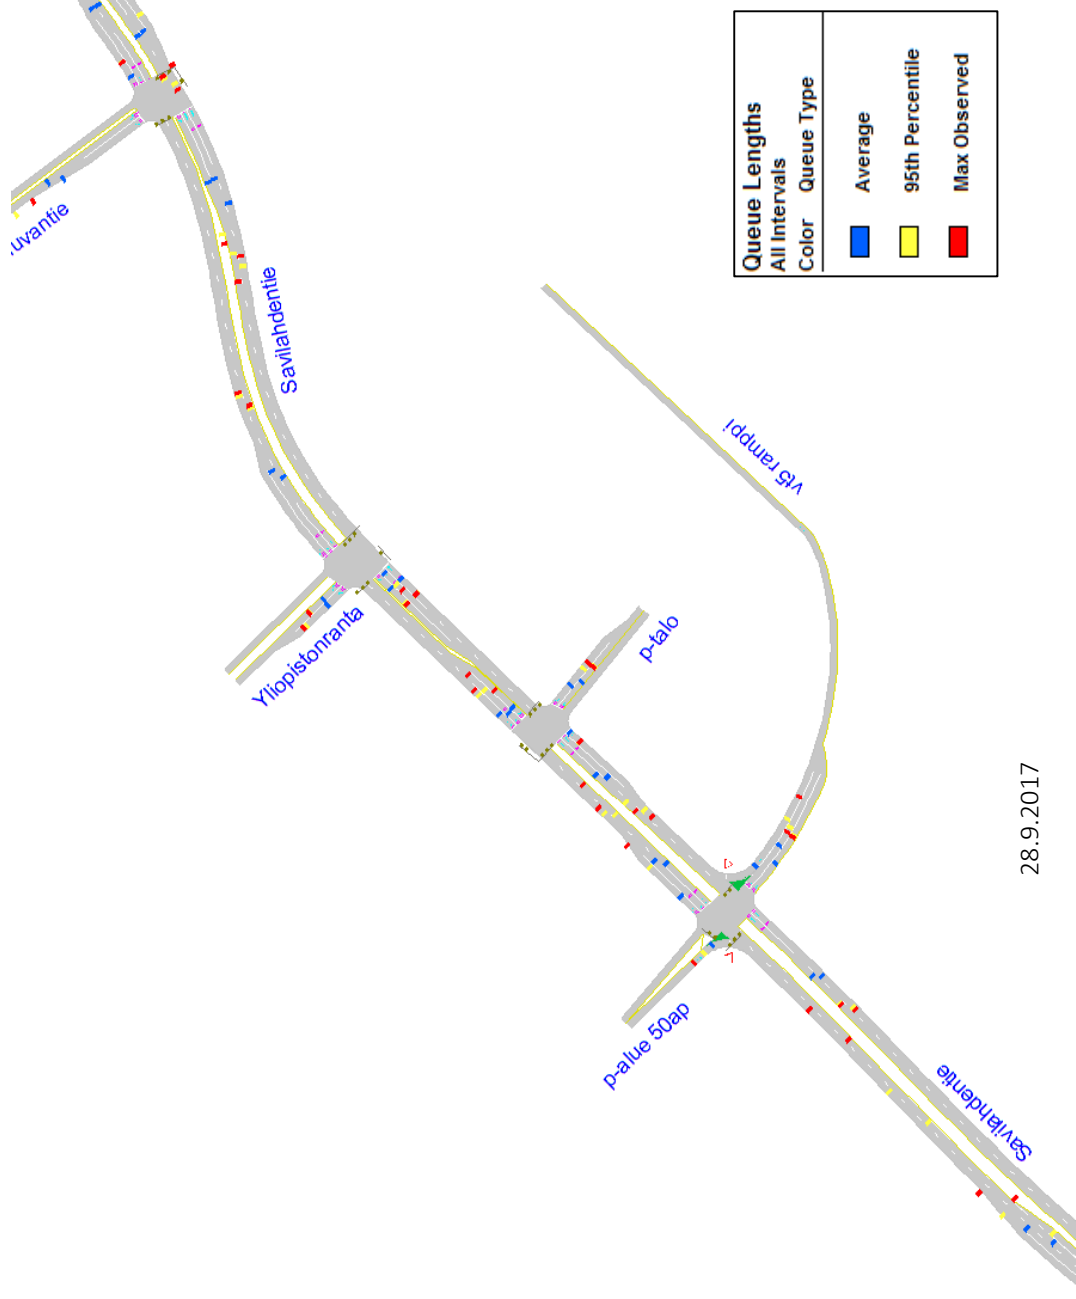 uvantie
Savilahdentie
Queue Lengths
All Intervals
Color Queue Type
Average
95th Percentile
Max Observed
vt5 ramppi
Yliopistonranta
p-talo
p-alue 50ap
Savilahdentie
28.9.2017